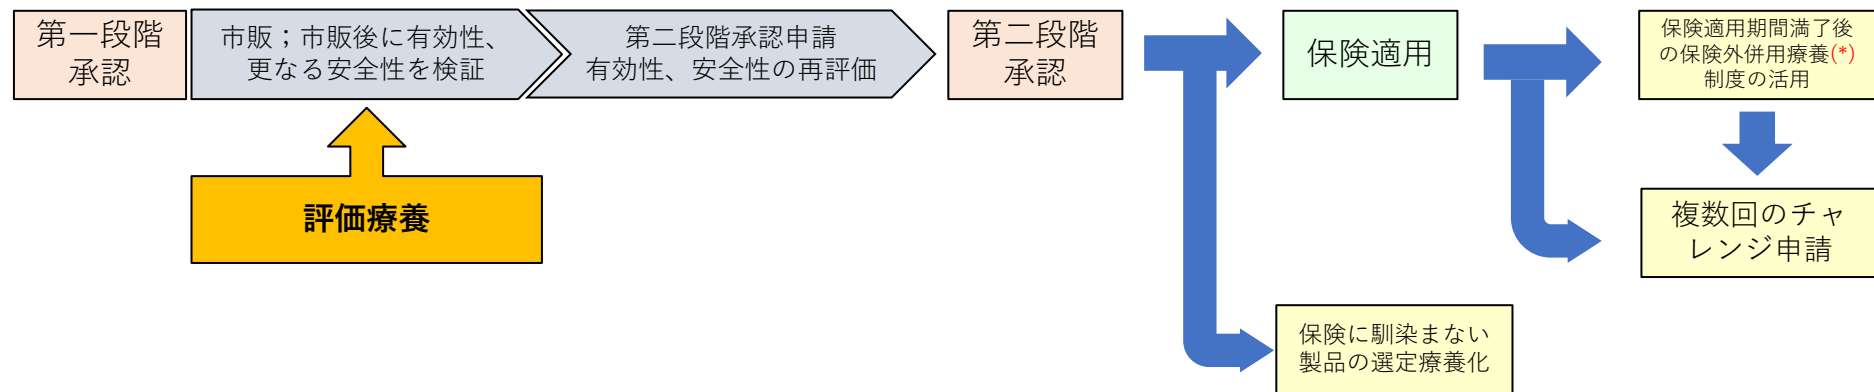 第一段階
承認
市販；市販後に有効性、
更なる安全性を検証
第二段階承認申請
有効性、安全性の再評価
第二段階
承認
保険適用
保険適用期間満了後
の保険外併用療養(*)
制度の活用
評価療養
複数回のチャ
レンジ申請
保険に馴染まない
製品の選定療養化